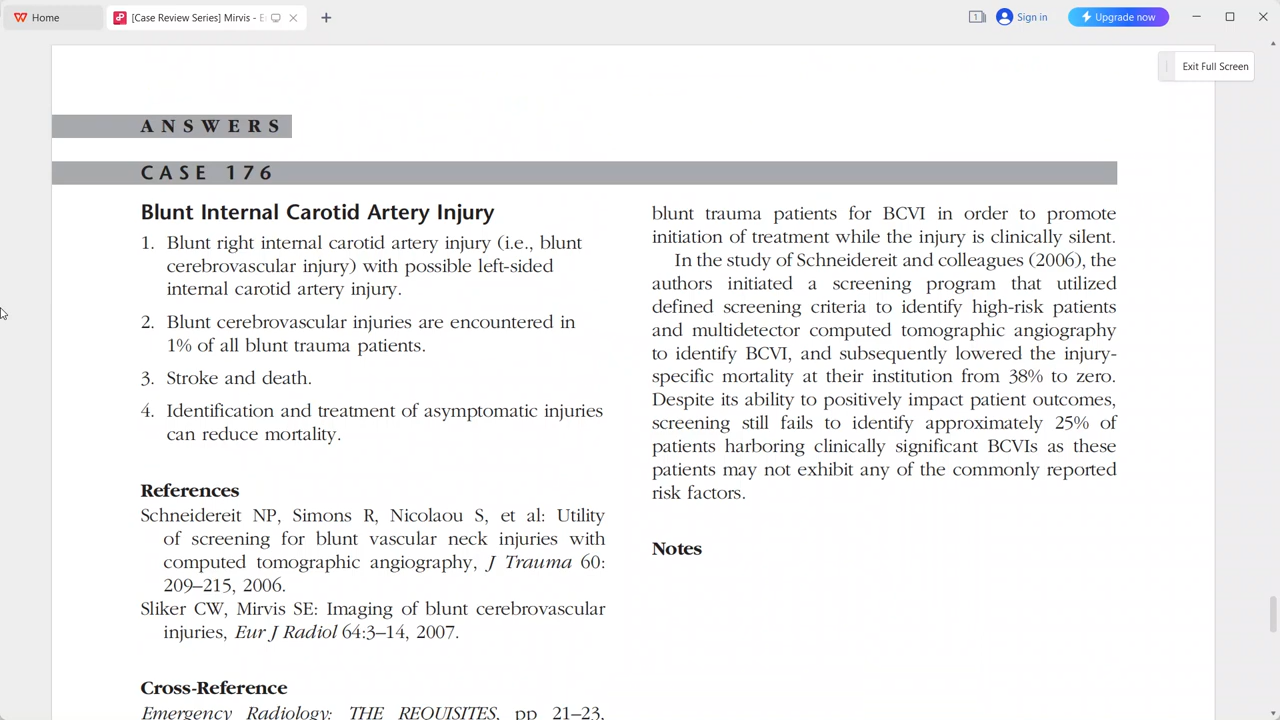 Home
[Case Review Series] Mirvis - E
Sign in
Upgrade now
Exit Full Screen
ANSWERS
CASE 176
Blunt Internal Carotid Artery Injury
1. Blunt right internal carotid artery injury (i.e., blunt
cerebrovascular injury) with possible left-sided
internal carotid artery injury.
2. Blunt cerebrovascular injuries are encountered in
1% of all blunt trauma patients.
3. Stroke and death.
4. Identification and treatment of asymptomatic injuries
can reduce mortality.
References
Schneidereit NP, Simons R, Nicolaou S, et al: Utility
of screening for blunt vascular neck injuries with
computed tomographic angiography, J Trauma 60:
209–215, 2006.
Sliker CW, Mirvis SE: Imaging of blunt cerebrovascular
injuries, Eur J Radiol 64:3–14, 2007.
Cross-Reference
Emergency Radiology: THE REQUISITES, pp 21–23,
blunt trauma patients for BCVI in order to promote
initiation of treatment while the injury is clinically silent.
In the study of Schneidereit and colleagues (2006), the
authors initiated a screening program that utilized
defined screening criteria to identify high-risk patients
and multidetector computed tomographic angiography
to identify BCVI, and subsequently lowered the injury-
specific mortality at their institution from 38% to zero.
Despite its ability to positively impact patient outcomes,
screening still fails to identify approximately 25% of
patients harboring clinically significant BCVIs as these
patients may not exhibit any of the commonly reported
risk factors.
Notes